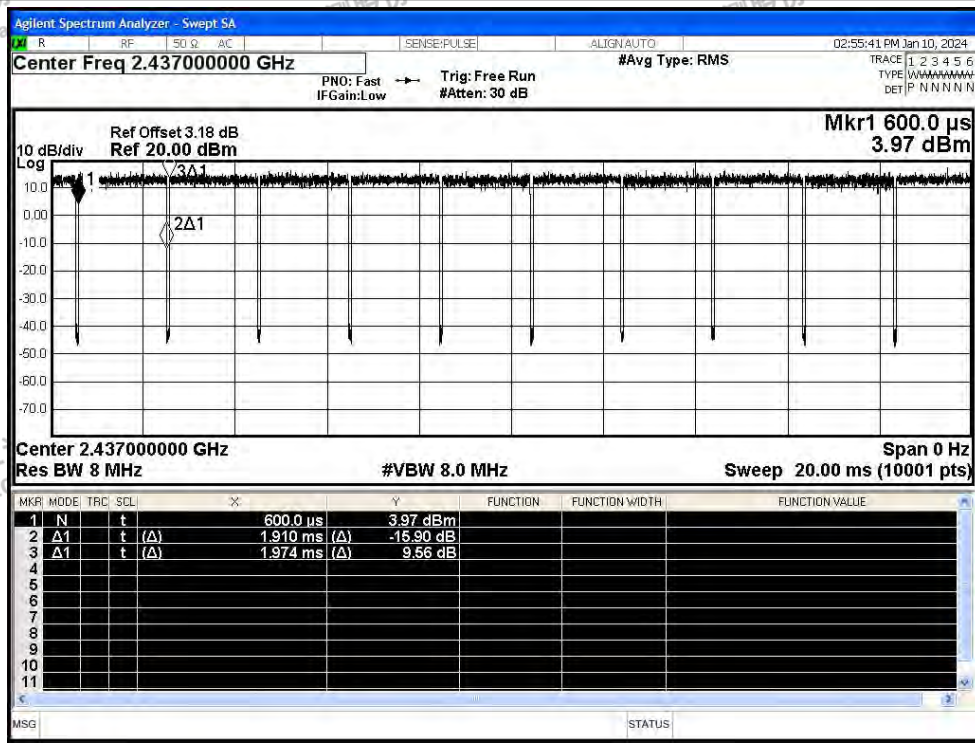 Agilent Spectrum Analyzer - Swept SA
R RF 50 Ω AC SENSE:PULSE ALIGN AUTO 02:55:41 PM Jan 10, 2024
Center Freq 2.437000000 GHz #Avg Type: RMS TRACE 1 2 3 4 5 6
PNO: Fast Trig: Free Run TYPE WWWWWW
IFGain:Low #Atten: 30 dB DET P N N N N N
Mkr1 600.0 µs
Ref Offset 3.18 dB
10 dB/div Ref 20.00 dBm 3.97 dBm
Log
1 3Δ1
10.0
0.00
2Δ1
-10.0
-20.0
-30.0
-40.0
-50.0
-60.0
-70.0
Center 2.437000000 GHz Span 0 Hz
Res BW 8 MHz #VBW 8.0 MHz Sweep 20.00 ms (10001 pts)
MKR MODE TRC SCL X Y FUNCTION FUNCTION WIDTH FUNCTION VALUE
1 N t 600.0 µs 3.97 dBm
2 Δ1 t (Δ) 1.910 ms (Δ) -15.90 dB
3 Δ1 t (Δ) 1.974 ms (Δ) 9.56 dB
4
5
6
7
8
9
10
11
MSG STATUS